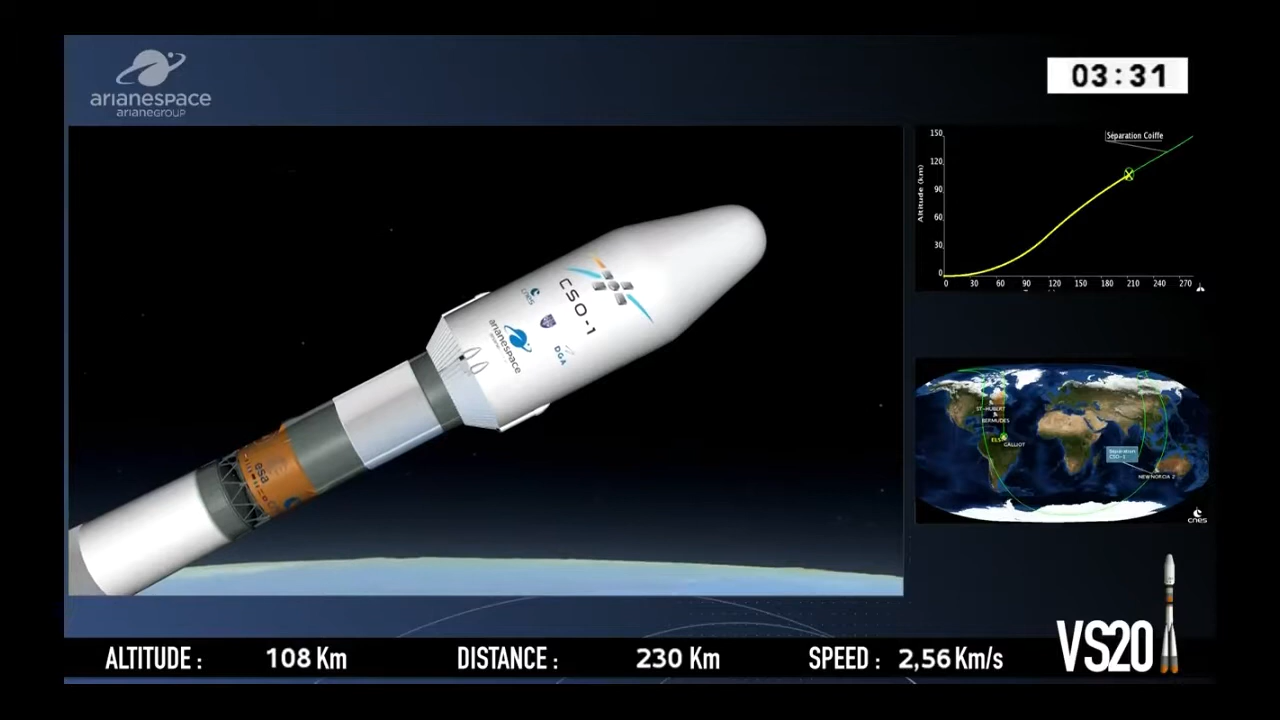 arianespace
arianeGROUP
03:31
150
120
90
60
30
0
Altitude (km)
Séparation Coiffe
0 30 60 90 120 150 180 210 240 270
CSO-1
cnes
DGA
arianespace
esa
ST-HUBERT
BERMUDES
GALLIOT
Séparation
CSO-1
NEW NORCIA 2
cnes
VS20
ALTITUDE : 108 Km DISTANCE : 230 Km SPEED : 2,56 Km/s